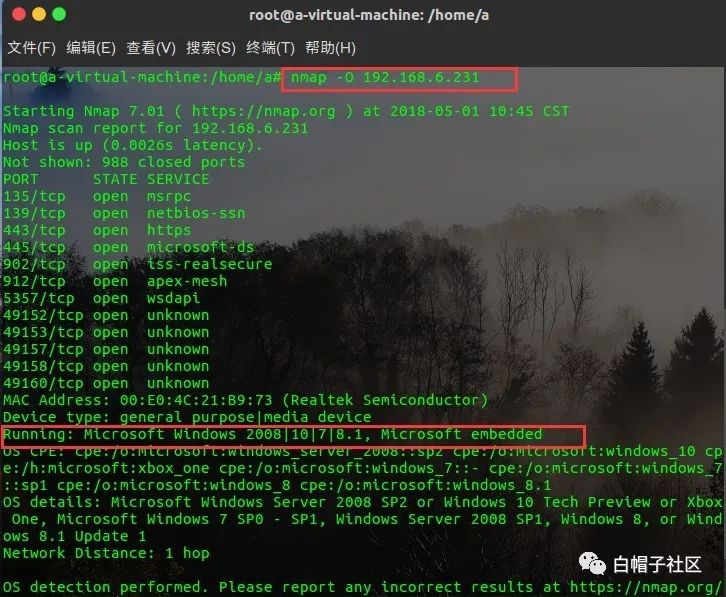 root@a-virtual-machine: /home/a
文件(F) 编辑(E) 查看(V) 搜索(S) 终端(T) 帮助(H)
root@a-virtual-machine:/home/a# nmap -O 192.168.6.231
Starting Nmap 7.01 ( https://nmap.org ) at 2018-05-01 10:45 CST
Nmap scan report for 192.168.6.231
Host is up (0.0026s latency).
Not shown: 988 closed ports
PORT STATE SERVICE
135/tcp open msrpc
139/tcp open netbios-ssn
443/tcp open https
445/tcp open microsoft-ds
902/tcp open iss-realsecure
912/tcp open apex-mesh
5357/tcp open wsdapi
49152/tcp open unknown
49153/tcp open unknown
49157/tcp open unknown
49158/tcp open unknown
49160/tcp open unknown
MAC Address: 00:E0:4C:21:B9:73 (Realtek Semiconductor)
Device type: general purpose|media device
Running: Microsoft Windows 2008|10|7|8.1, Microsoft embedded
OS CPE: cpe:/o:microsoft:windows_server_2008::sp2 cpe:/o:microsoft:windows_10 cp
e:/h:microsoft:xbox_one cpe:/o:microsoft:windows_7::- cpe:/o:microsoft:windows_7
::sp1 cpe:/o:microsoft:windows_8 cpe:/o:microsoft:windows_8.1
OS details: Microsoft Windows Server 2008 SP2 or Windows 10 Tech Preview or Xbox
One, Microsoft Windows 7 SP0 - SP1, Windows Server 2008 SP1, Windows 8, or Wind
ows 8.1 Update 1
Network Distance: 1 hop
白帽子社区
OS detection performed. Please report any incorrect results at https://nmap.org/